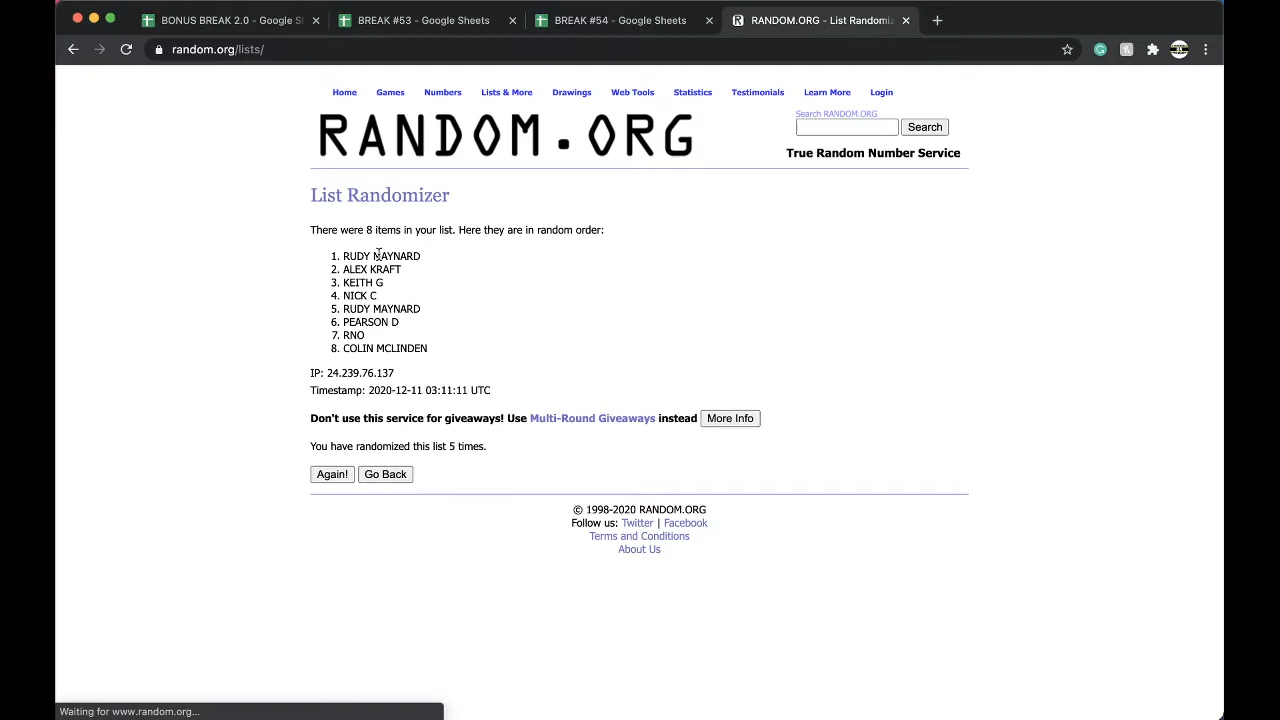 BONUS BREAK 2.0 - Google S
BREAK #53 - Google Sheets
BREAK #54 - Google Sheets
RANDOM.ORG - List Randomiz
random.org/lists/
Home Games Numbers Lists & More Drawings Web Tools Statistics Testimonials Learn More Login
RANDOM.ORG
Search RANDOM.ORG
Search
True Random Number Service
List Randomizer
There were 8 items in your list. Here they are in random order:
1. RUDY MAYNARD
2. ALEX KRAFT
3. KEITH G
4. NICK C
5. RUDY MAYNARD
6. PEARSON D
7. RNO
8. COLIN MCLINDEN
IP: 24.239.76.137
Timestamp: 2020-12-11 03:11:11 UTC
Don't use this service for giveaways! Use Multi-Round Giveaways instead More Info
You have randomized this list 5 times.
Again! Go Back
© 1998-2020 RANDOM.ORG
Follow us: Twitter | Facebook
Terms and Conditions
About Us
Waiting for www.random.org...